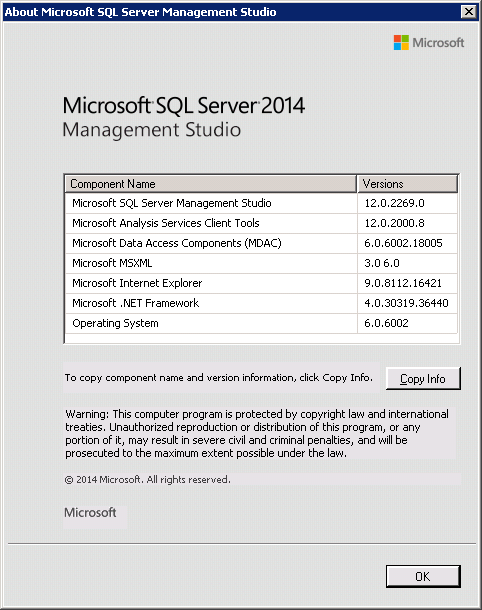 About Microsoft SQL Server Management Studio
Microsoft
Microsoft SQL Server 2014
Management Studio
Component Name Versions
Microsoft SQL Server Management Studio 12.0.2269.0
Microsoft Analysis Services Client Tools 12.0.2000.8
Microsoft Data Access Components (MDAC) 6.0.6002.18005
Microsoft MSXML 3.0 6.0
Microsoft Internet Explorer 9.0.8112.16421
Microsoft .NET Framework 4.0.30319.36440
Operating System 6.0.6002
To copy component name and version information, click Copy Info. Copy Info
Warning: This computer program is protected by copyright law and international
treaties. Unauthorized reproduction or distribution of this program, or any
portion of it, may result in severe civil and criminal penalties, and will be
prosecuted to the maximum extent possible under the law.
© 2014 Microsoft. All rights reserved.
Microsoft
OK